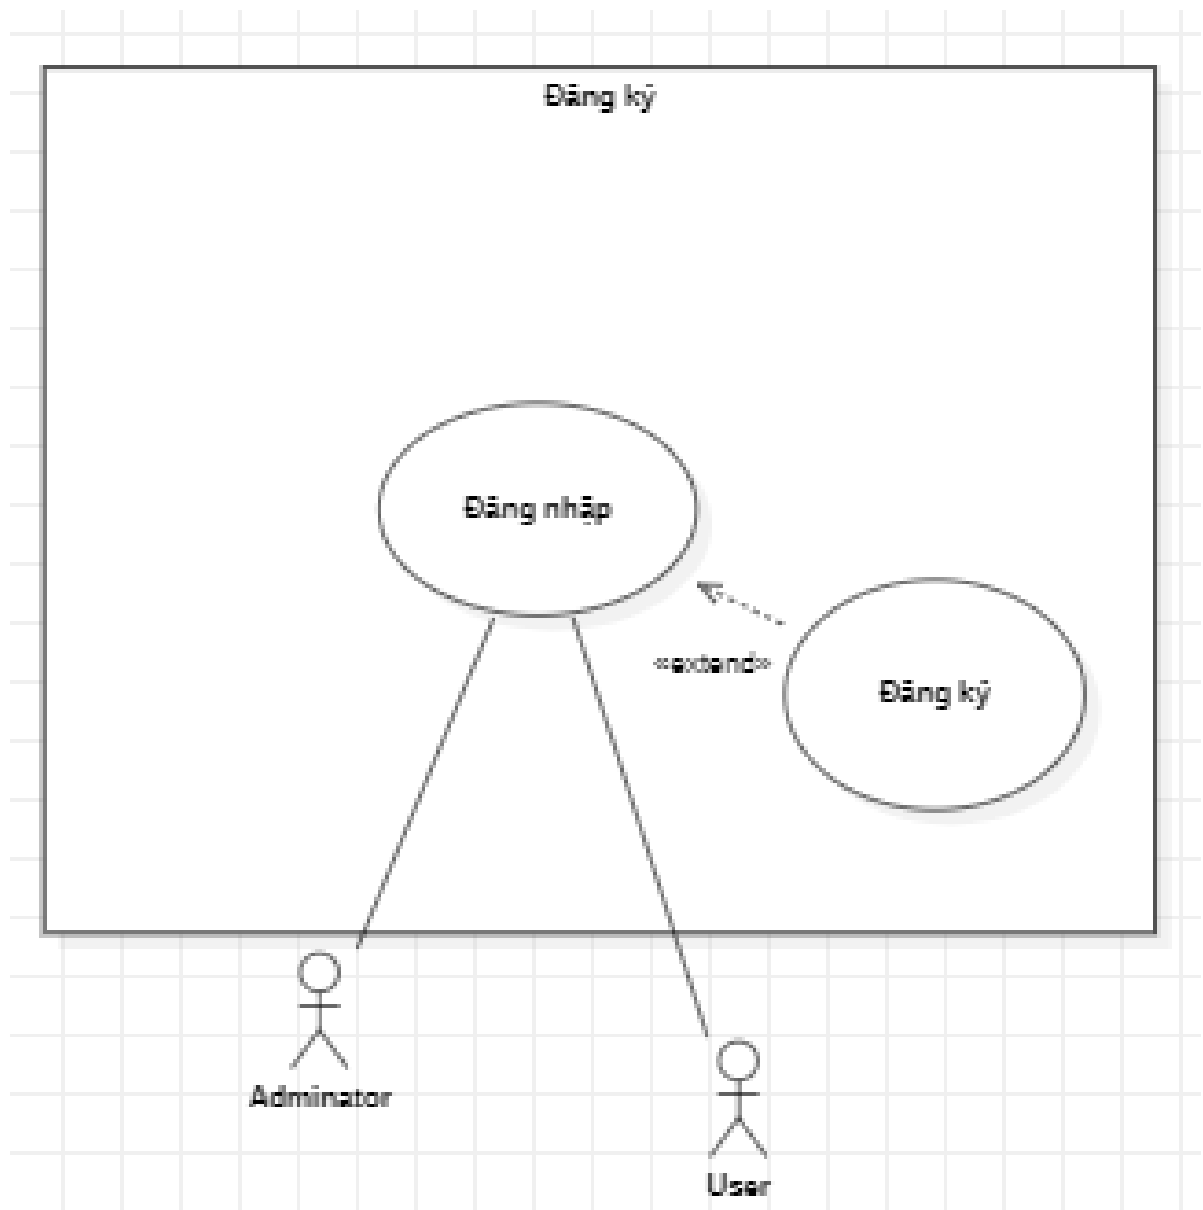 Đăng ký
Đăng nhập
«extend»
Đăng ký
Adminator
User